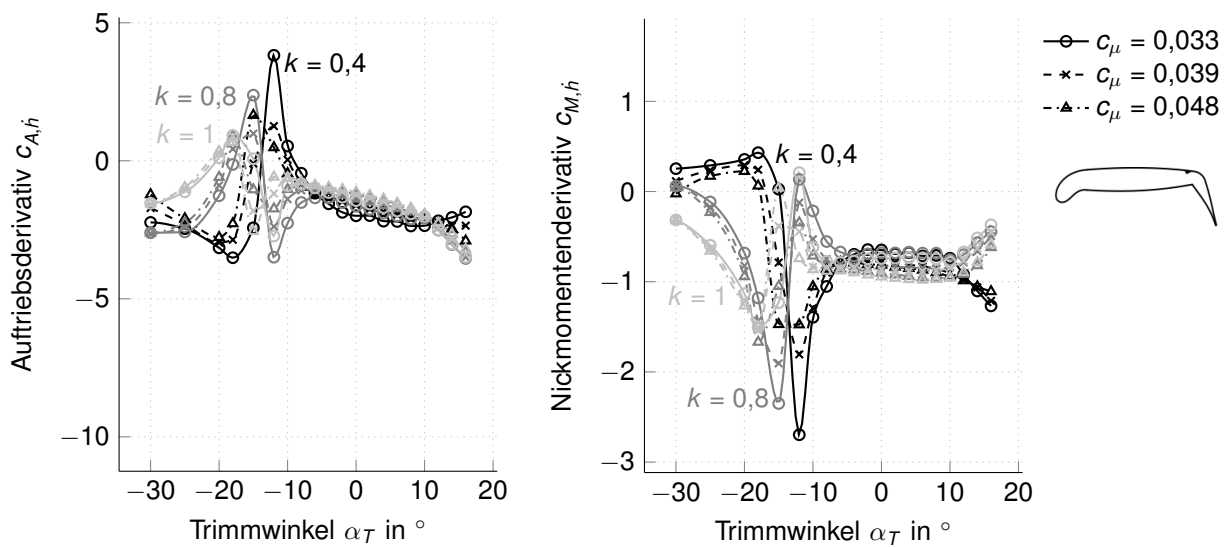 5
0
−5
−10
−30
−20
−10
0
10
20
Trimmwinkel α_T in °
Auftriebsderivativ c_{A,ḣ}
k = 0,4
k = 0,8
k = 1
1
0
−1
−2
−3
−30
−20
−10
0
10
20
Trimmwinkel α_T in °
Nickmomentenderivativ c_{M,ḣ}
k = 0,4
k = 1
k = 0,8
c_μ = 0,033
c_μ = 0,039
c_μ = 0,048